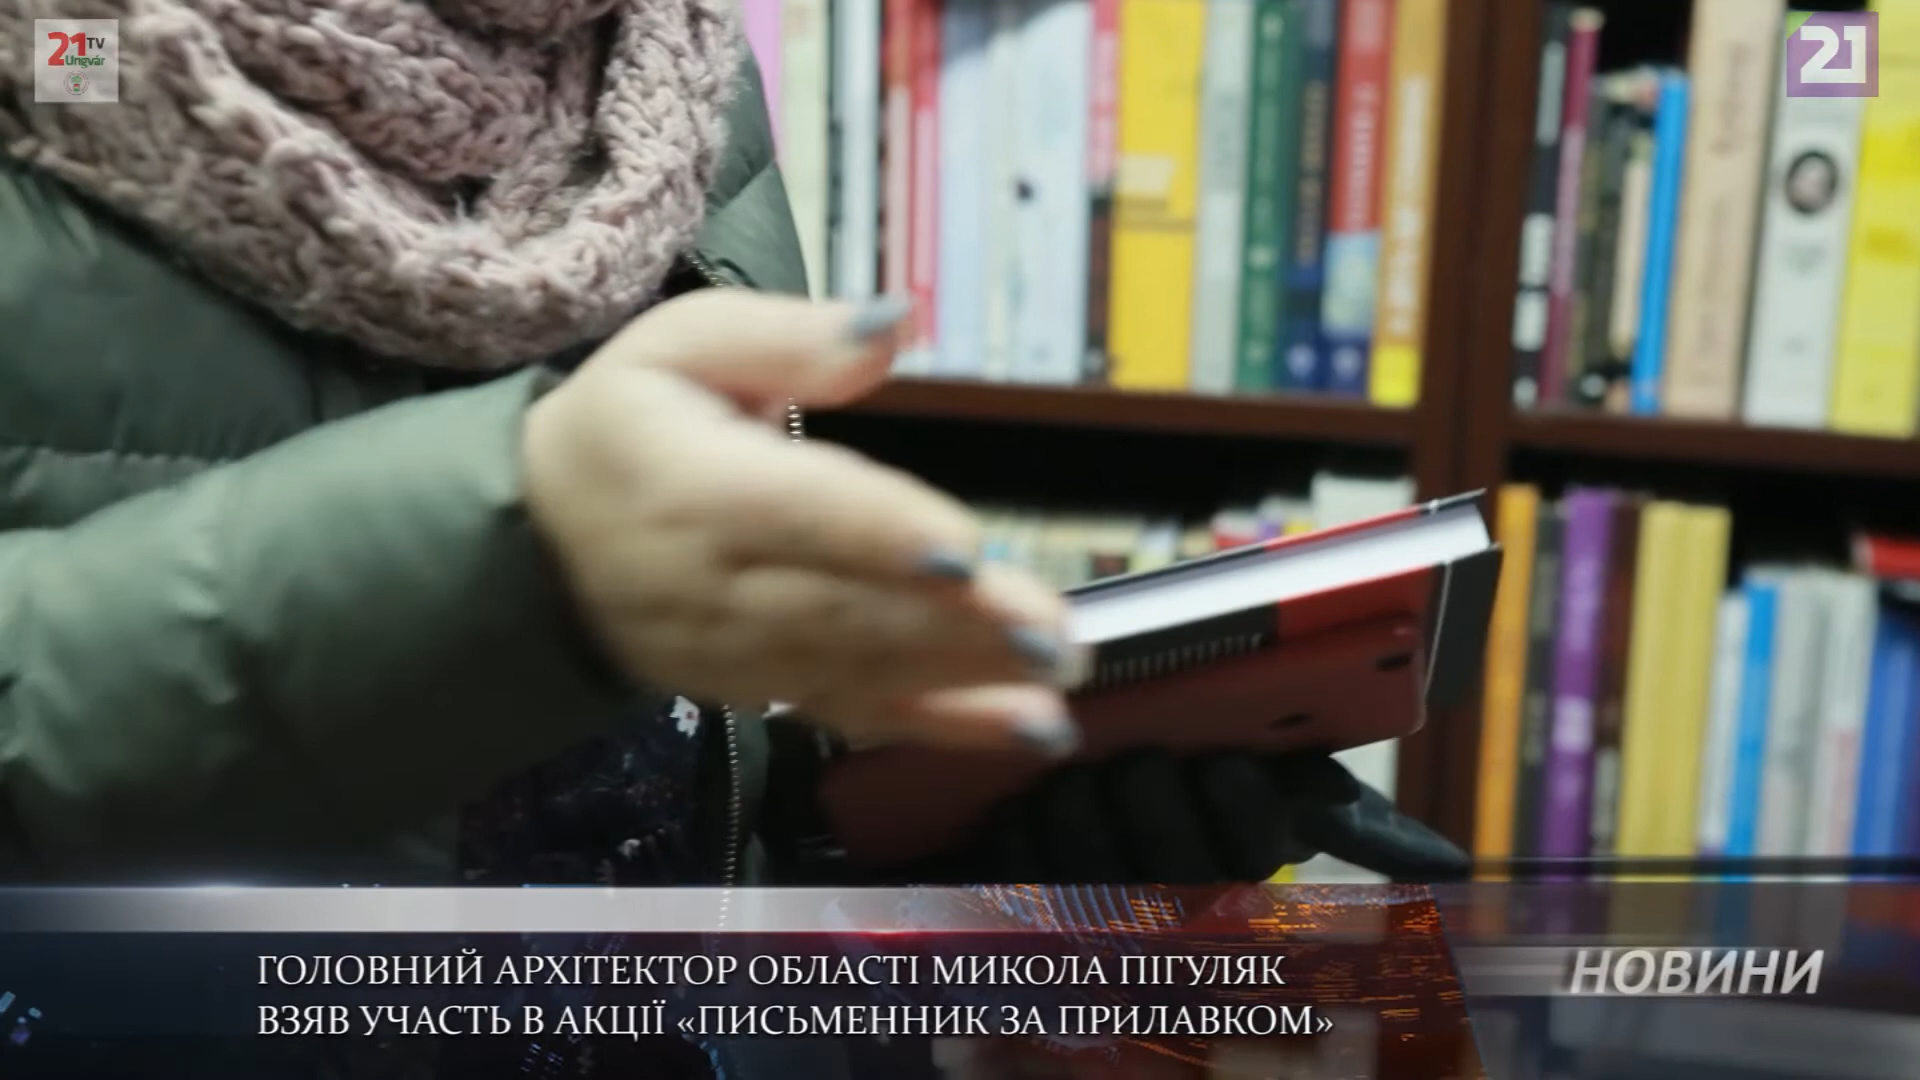 21 TV
Ungvár
21
ГОЛОВНИЙ АРХІТЕКТОР ОБЛАСТІ МИКОЛА ПІГУЛЯК
ВЗЯВ УЧАСТЬ В АКЦІЇ «ПИСЬМЕННИК ЗА ПРИЛАВКОМ»
НОВИНИ